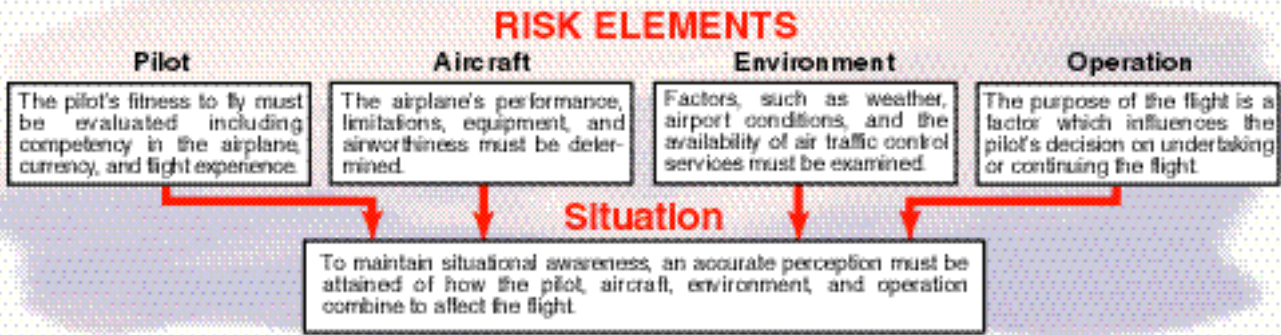 RISK ELEMENTS
Pilot
The pilot's fitness to fly must
be evaluated including
competency in the airplane,
currency, and flight experience.
Aircraft
The airplane's performance,
limitations, equipment, and
airworthiness must be deter-
mined.
Environment
Factors, such as weather,
airport conditions, and the
availability of air traffic control
services must be examined.
Operation
The purpose of the flight is a
factor which influences the
pilot's decision on undertaking
or continuing the flight.
Situation
To maintain situational awareness, an accurate perception must be
attained of how the pilot, aircraft, environment, and operation
combine to affect the flight.